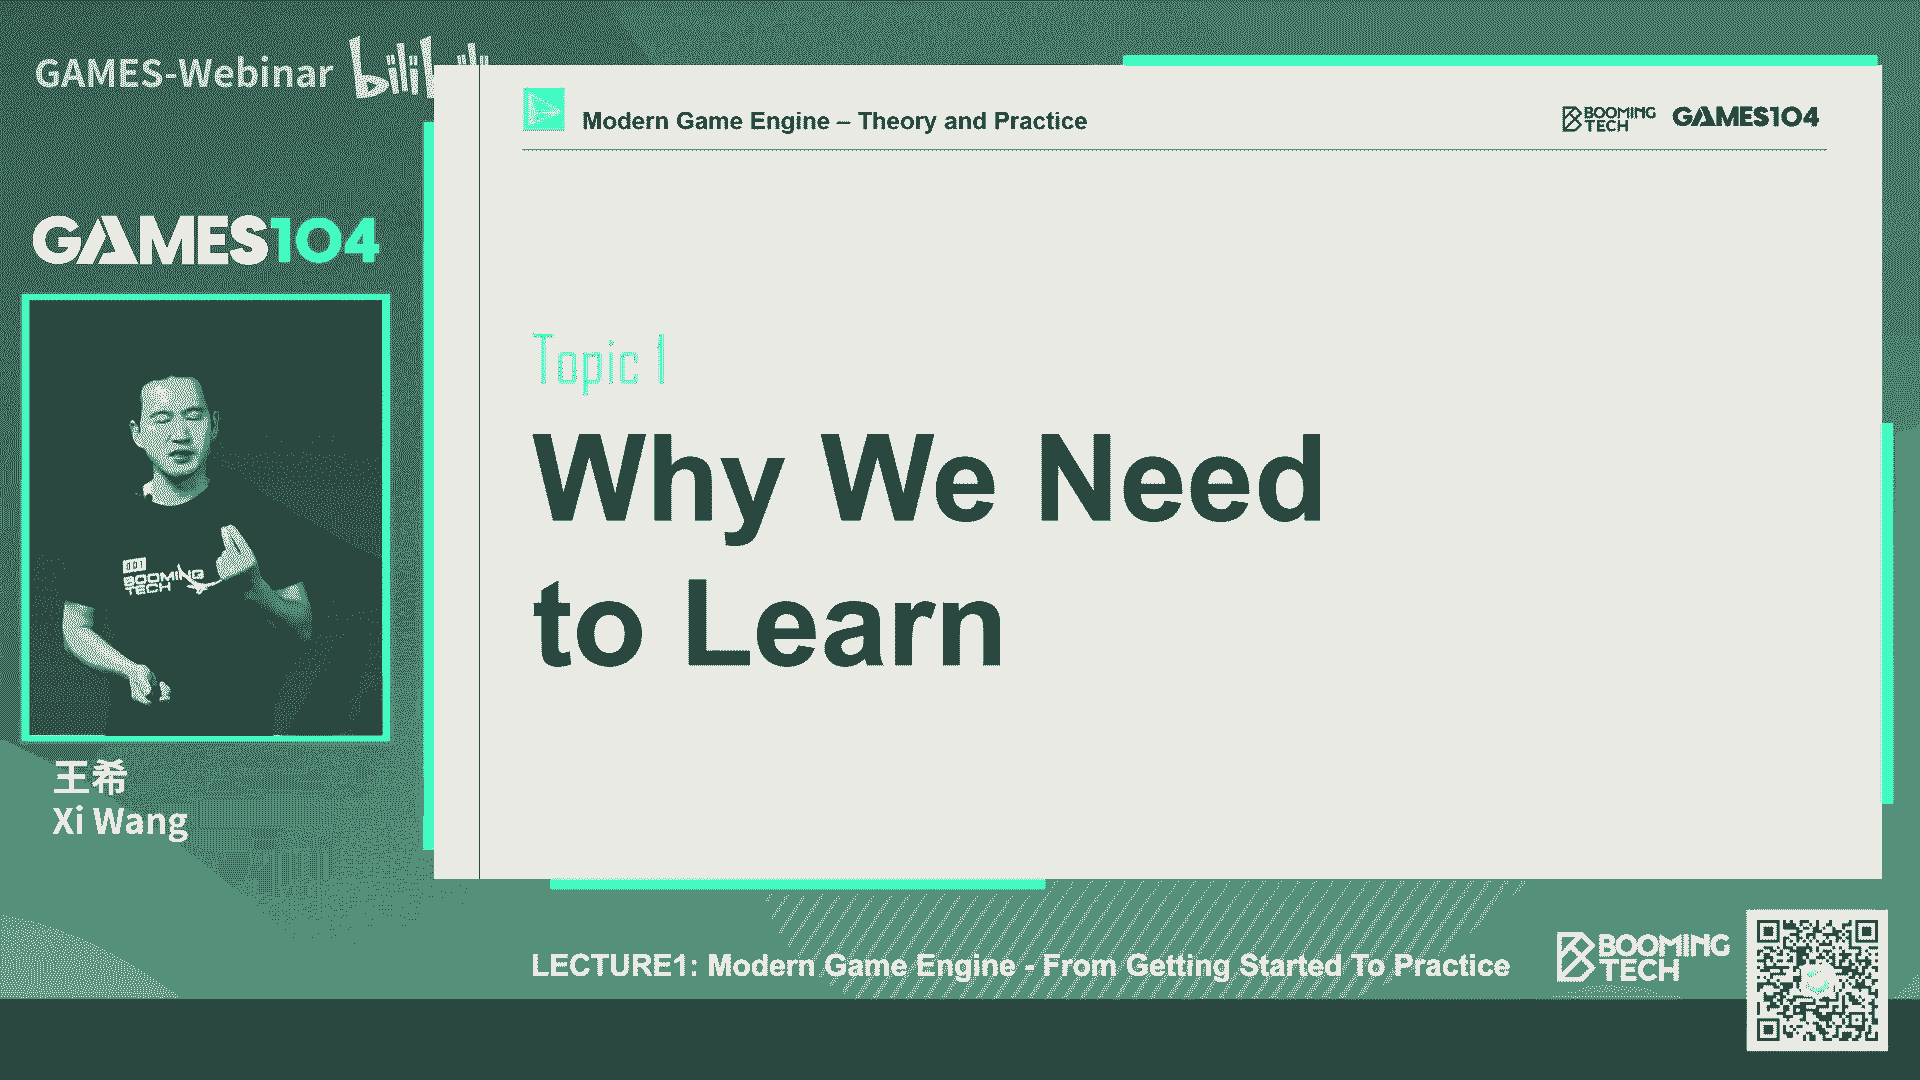 GAMES-Webinar bilibili
Modern Game Engine – Theory and Practice
BOOMING
TECH
GAMES104
GAMES104
Topic 1
Why We Need
to Learn
BOOMING
TECH
王希
Xi Wang
LECTURE1: Modern Game Engine - From Getting Started To Practice
BOOMING
TECH